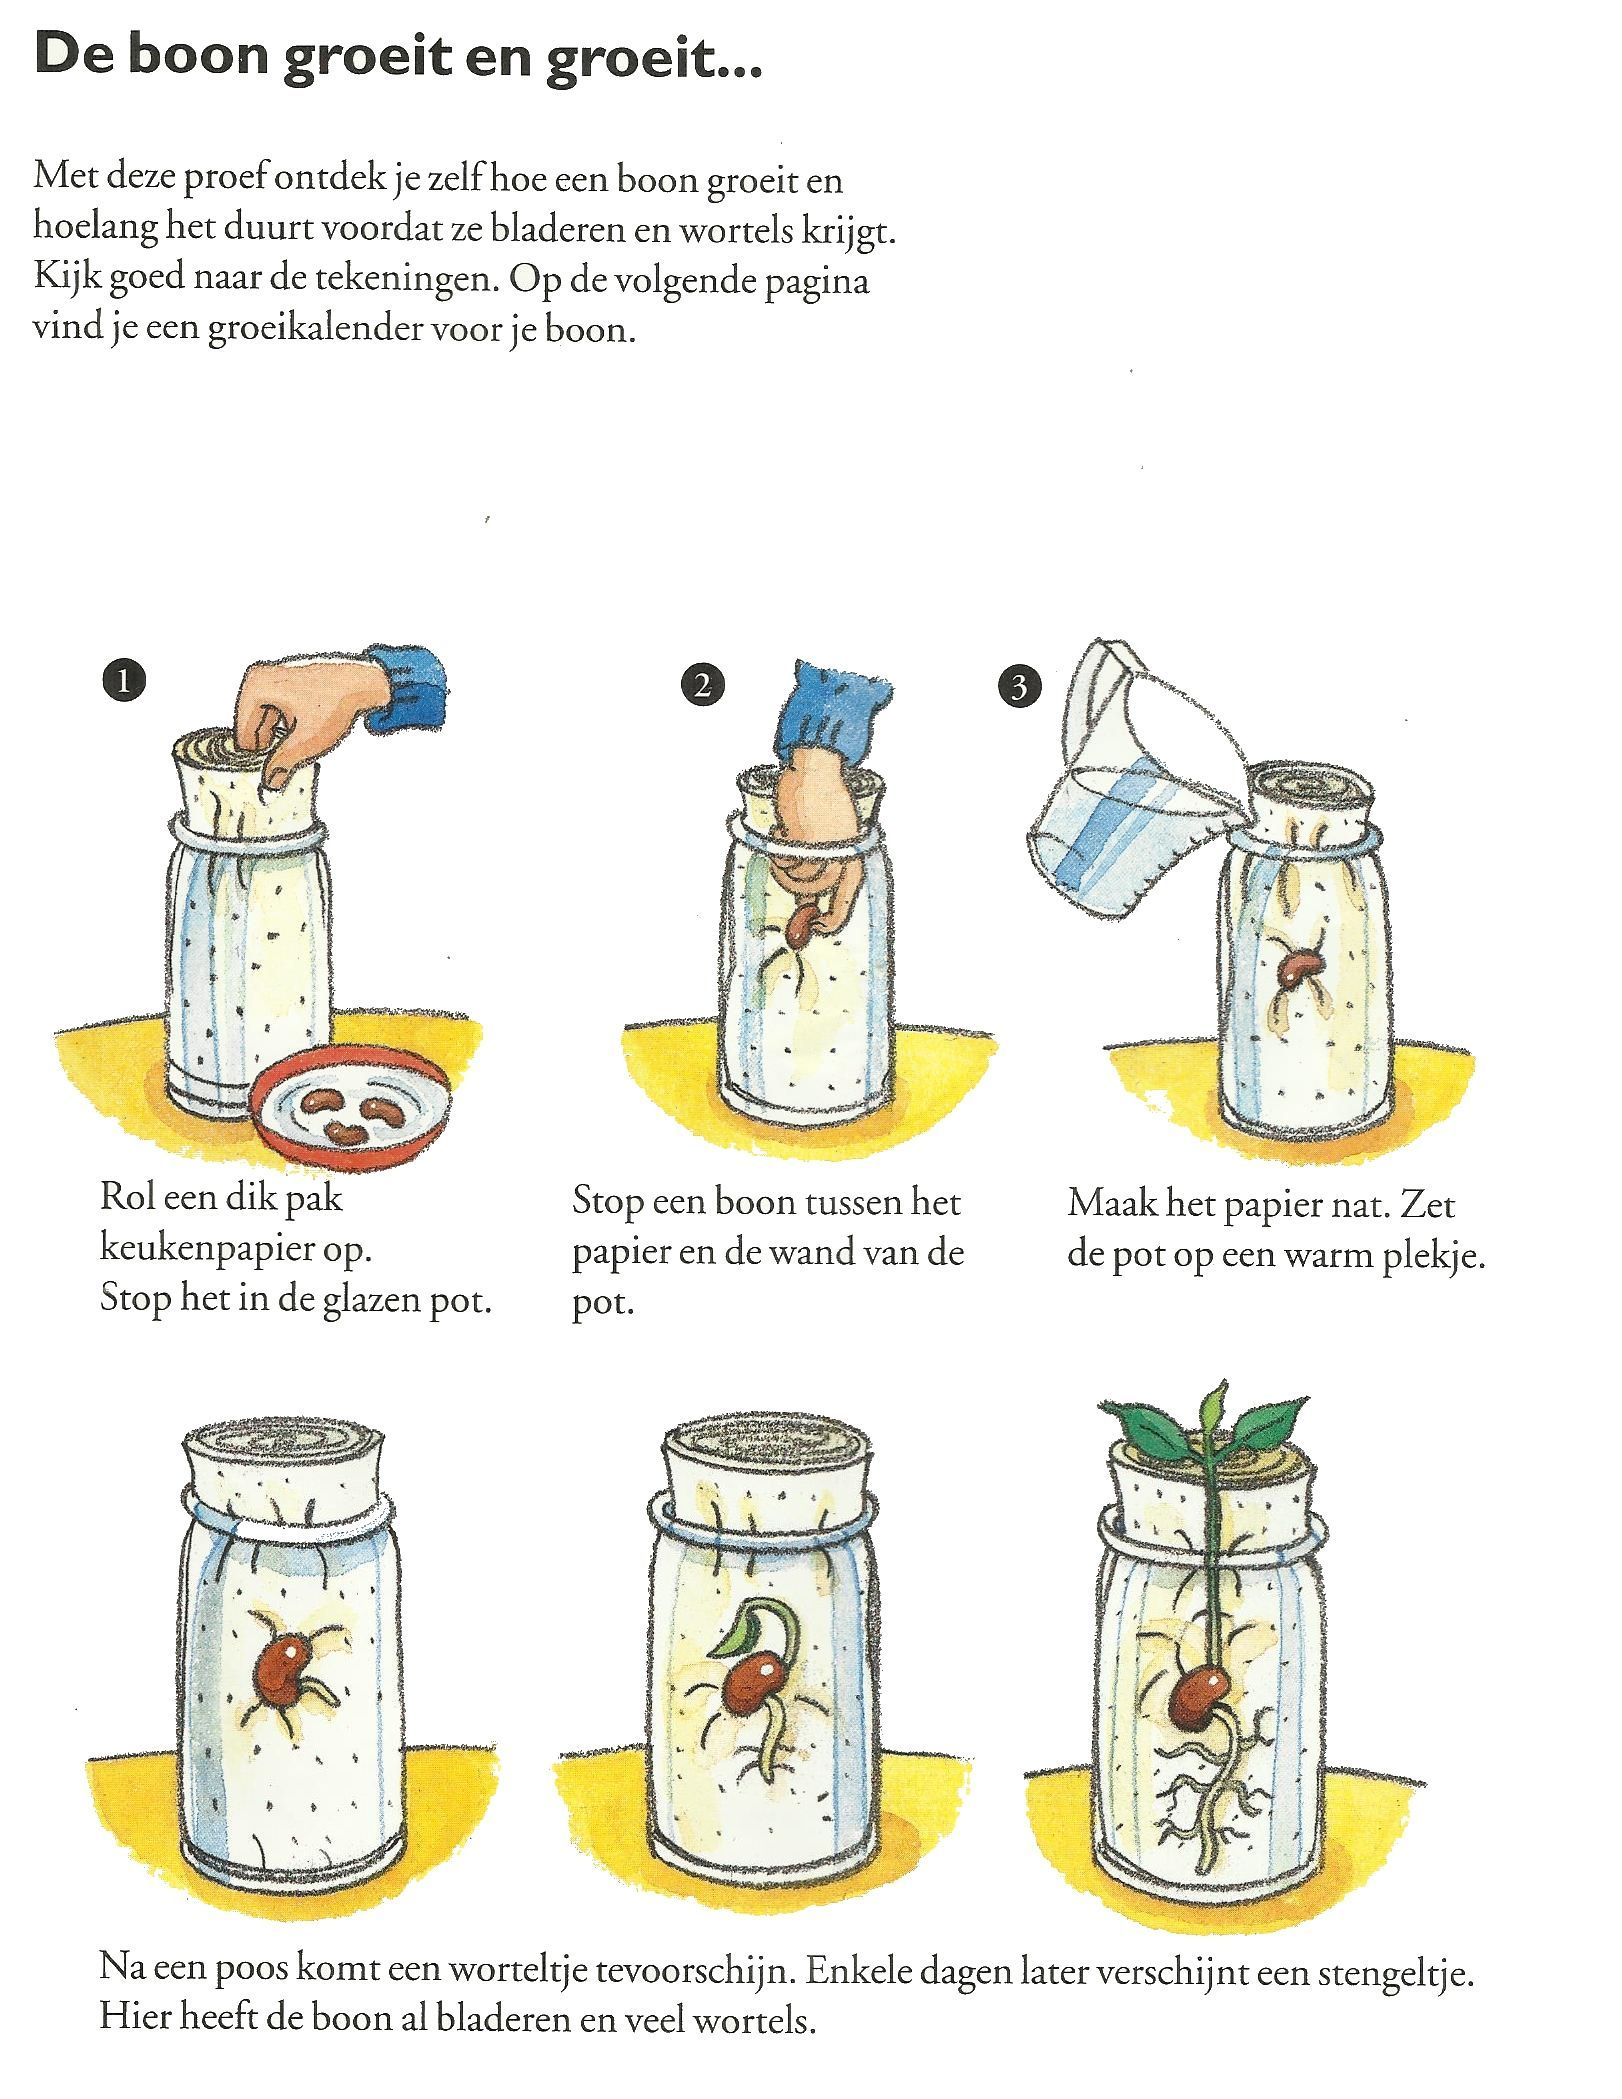 De boon groeit en groeit...
Met deze proef ontdek je zelf hoe een boon groeit en
hoelang het duurt voordat ze bladeren en wortels krijgt.
Kijk goed naar de tekeningen. Op de volgende pagina
vind je een groeikalender voor je boon.
1
2
3
Rol een dik pak
keukenpapier op.
Stop het in de glazen pot.
Stop een boon tussen het
papier en de wand van de
pot.
Maak het papier nat. Zet
de pot op een warm plekje.
Na een poos komt een worteltje tevoorschijn. Enkele dagen later verschijnt een stengeltje.
Hier heeft de boon al bladeren en veel wortels.